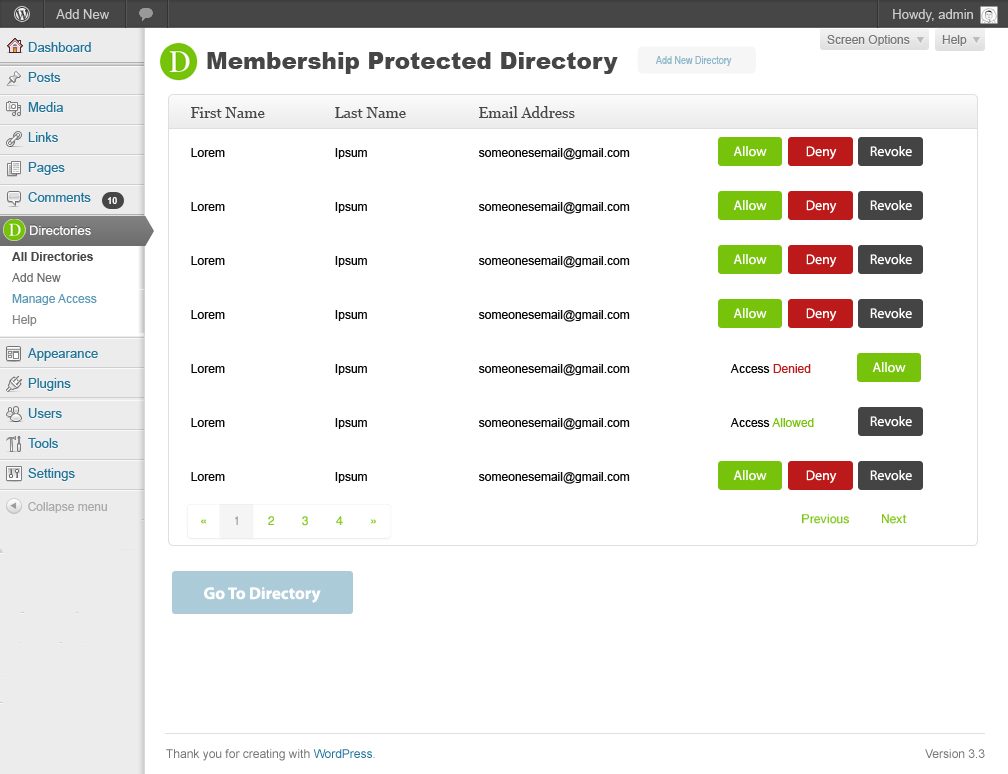 Add New
Howdy, admin
Screen Options
Help
Dashboard
Posts
Media
Links
Pages
Comments 10
D Directories
All Directories
Add New
Manage Access
Help
Appearance
Plugins
Users
Tools
Settings
Collapse menu
D Membership Protected Directory Add New Directory
First Name Last Name Email Address
Lorem Ipsum someonesemail@gmail.com Allow Deny Revoke
Lorem Ipsum someonesemail@gmail.com Allow Deny Revoke
Lorem Ipsum someonesemail@gmail.com Allow Deny Revoke
Lorem Ipsum someonesemail@gmail.com Allow Deny Revoke
Lorem Ipsum someonesemail@gmail.com Access Denied Allow
Lorem Ipsum someonesemail@gmail.com Access Allowed Revoke
Lorem Ipsum someonesemail@gmail.com Allow Deny Revoke
« 1 2 3 4 » Previous Next
Go To Directory
Thank you for creating with WordPress. Version 3.3